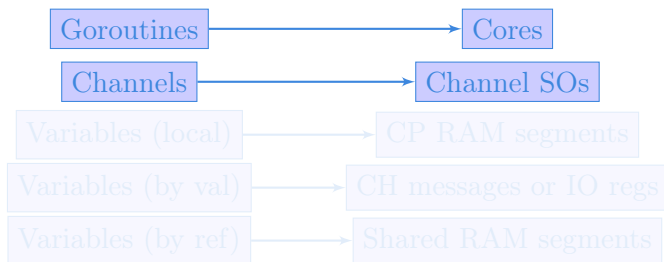 Goroutines Cores
Channels Channel SOs
Variables (local) CP RAM segments
Variables (by val) CH messages or IO regs
Variables (by ref) Shared RAM segments